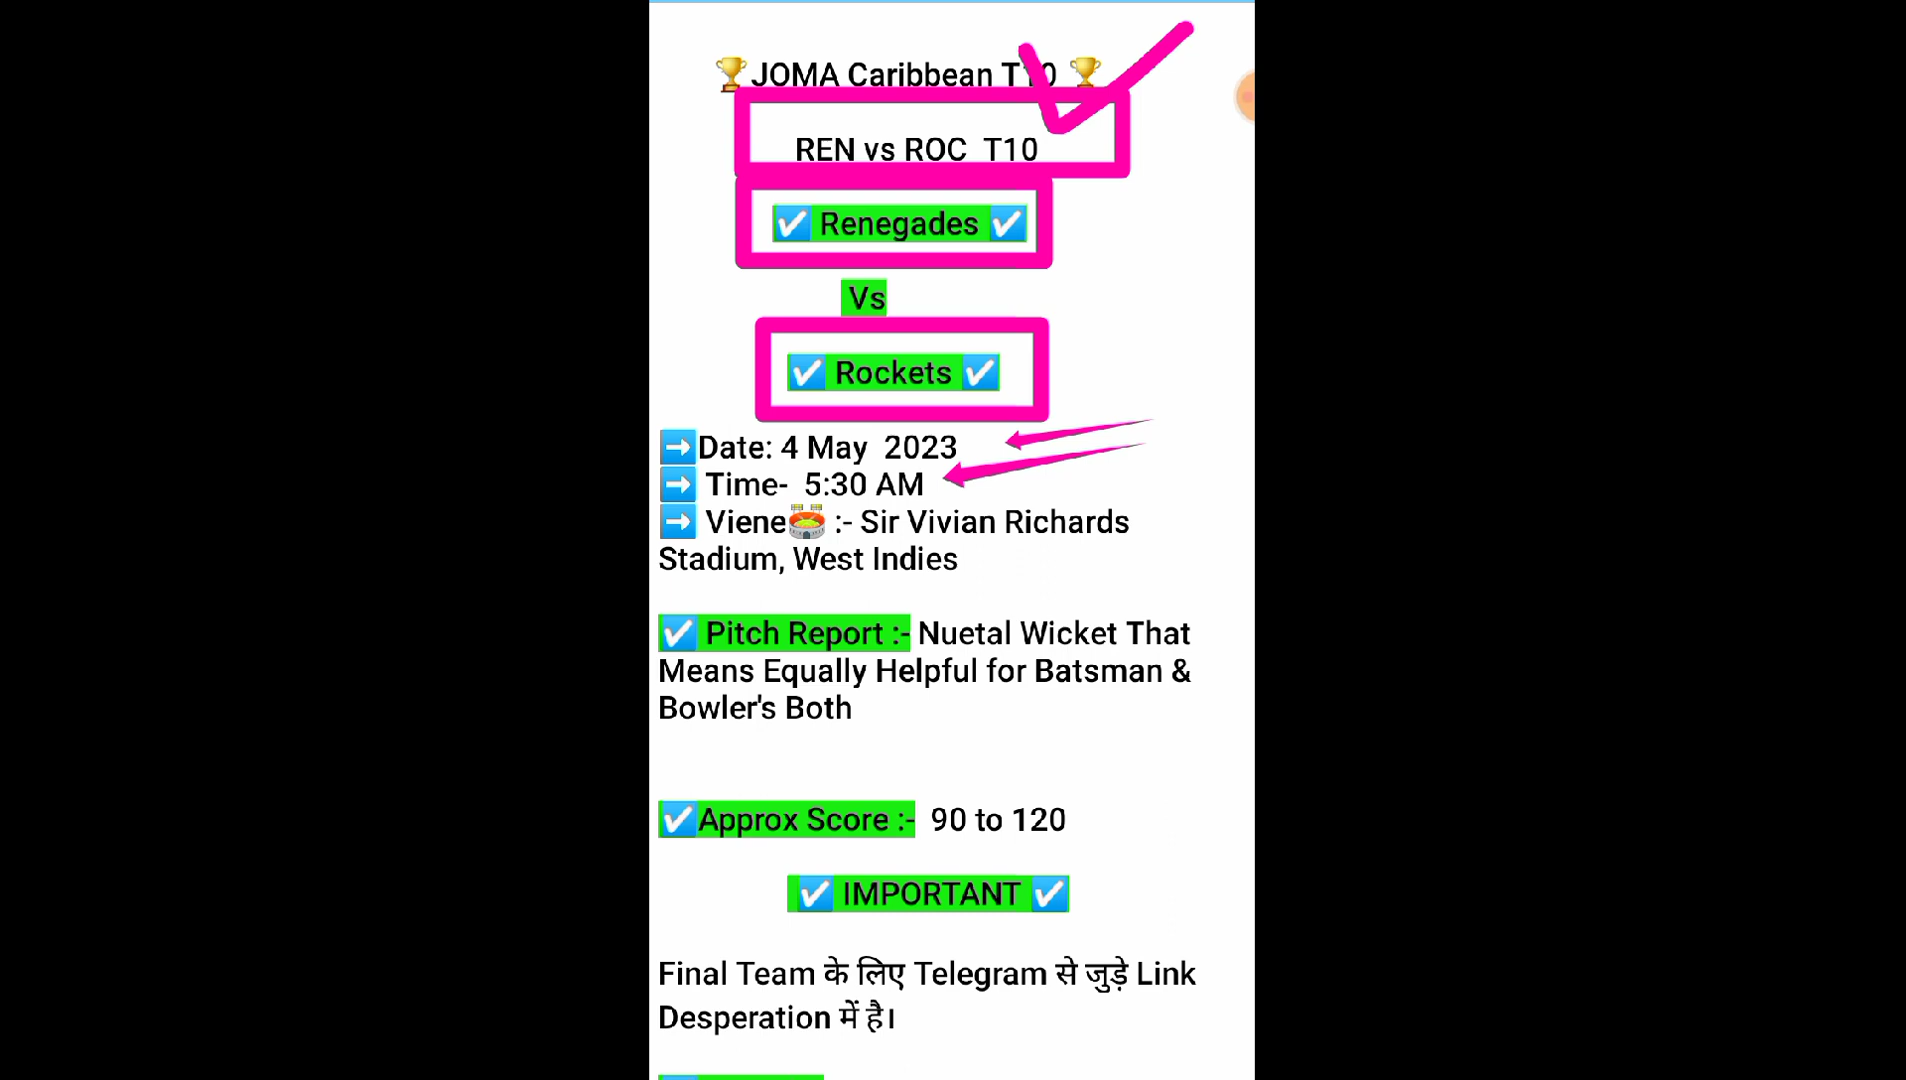 🏆JOMA Caribbean T10 🏆
REN vs ROC T10
✅ Renegades ✅
Vs
✅ Rockets ✅
➡Date: 4 May 2023
➡ Time- 5:30 AM
➡ Viene🏟 :- Sir Vivian Richards
Stadium, West Indies
✅ Pitch Report :- Nuetal Wicket That
Means Equally Helpful for Batsman &
Bowler's Both
✅Approx Score :- 90 to 120
✅ IMPORTANT ✅
Final Team के लिए Telegram से जुड़े Link
Desperation में है।